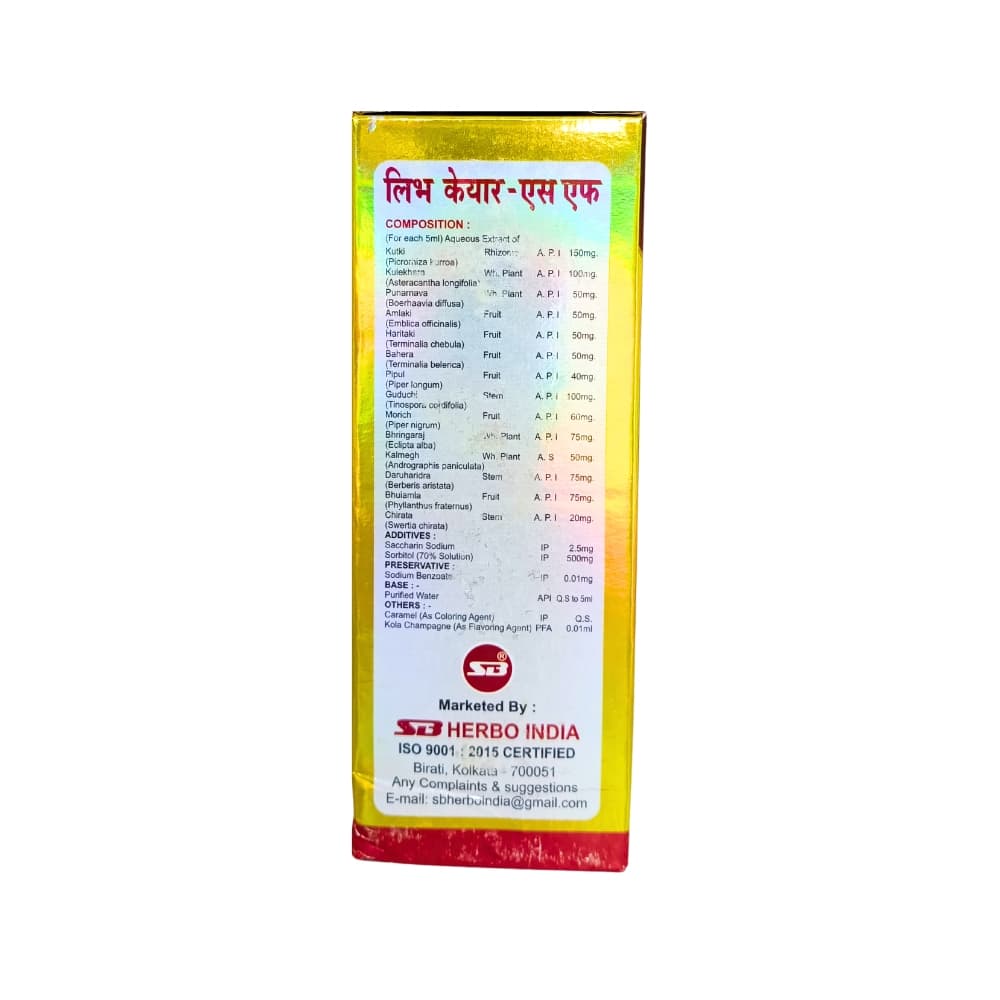 लिभ केयार - एस एफ
COMPOSITION :
(For each 5ml) Aqueous Extract of
Kutki Rhizome A. P. I 150mg.
(Picrorhiza kurroa)
Kulekhara Wh. Plant A. P. I 100mg.
(Asteracantha longifolia)
Punarnava Wh. Plant A. P. I 50mg.
(Boerhaavia diffusa)
Amlaki Fruit A. P. I 50mg.
(Emblica officinalis)
Haritaki Fruit A. P. I 50mg.
(Terminalia chebula)
Bahera Fruit A. P. I 50mg.
(Terminalia belerica)
Pipul Fruit A. P. I 40mg.
(Piper longum)
Guduchi Stem A. P. I 100mg.
(Tinospora cordifolia)
Morich Fruit A. P. I 60mg.
(Piper nigrum)
Bhringaraj Wh. Plant A. P. I 75mg.
(Eclipta alba)
Kalmegh Wh. Plant A. S 50mg.
(Andrographis paniculata)
Daruharidra Stem A. P. I 75mg.
(Berberis aristata)
Bhuiamla Fruit A. P. I 75mg.
(Phyllanthus fraternus)
Chirata Stem A. P. I 20mg.
(Swertia chirata)
ADDITIVES :
Saccharin Sodium IP 2.5mg
Sorbitol (70% Solution) IP 500mg
PRESERVATIVE :
Sodium Benzoate IP 0.01mg
BASE : -
Purified Water API Q.S to 5ml
OTHERS : -
Caramel (As Coloring Agent) IP Q.S.
Kola Champagne (As Flavoring Agent) PFA 0.01ml
SB®
Marketed By :
SB HERBO INDIA
ISO 9001 : 2015 CERTIFIED
Birati, Kolkata - 700051
Any Complaints & suggestions
E-mail: sbherboindia@gmail.com